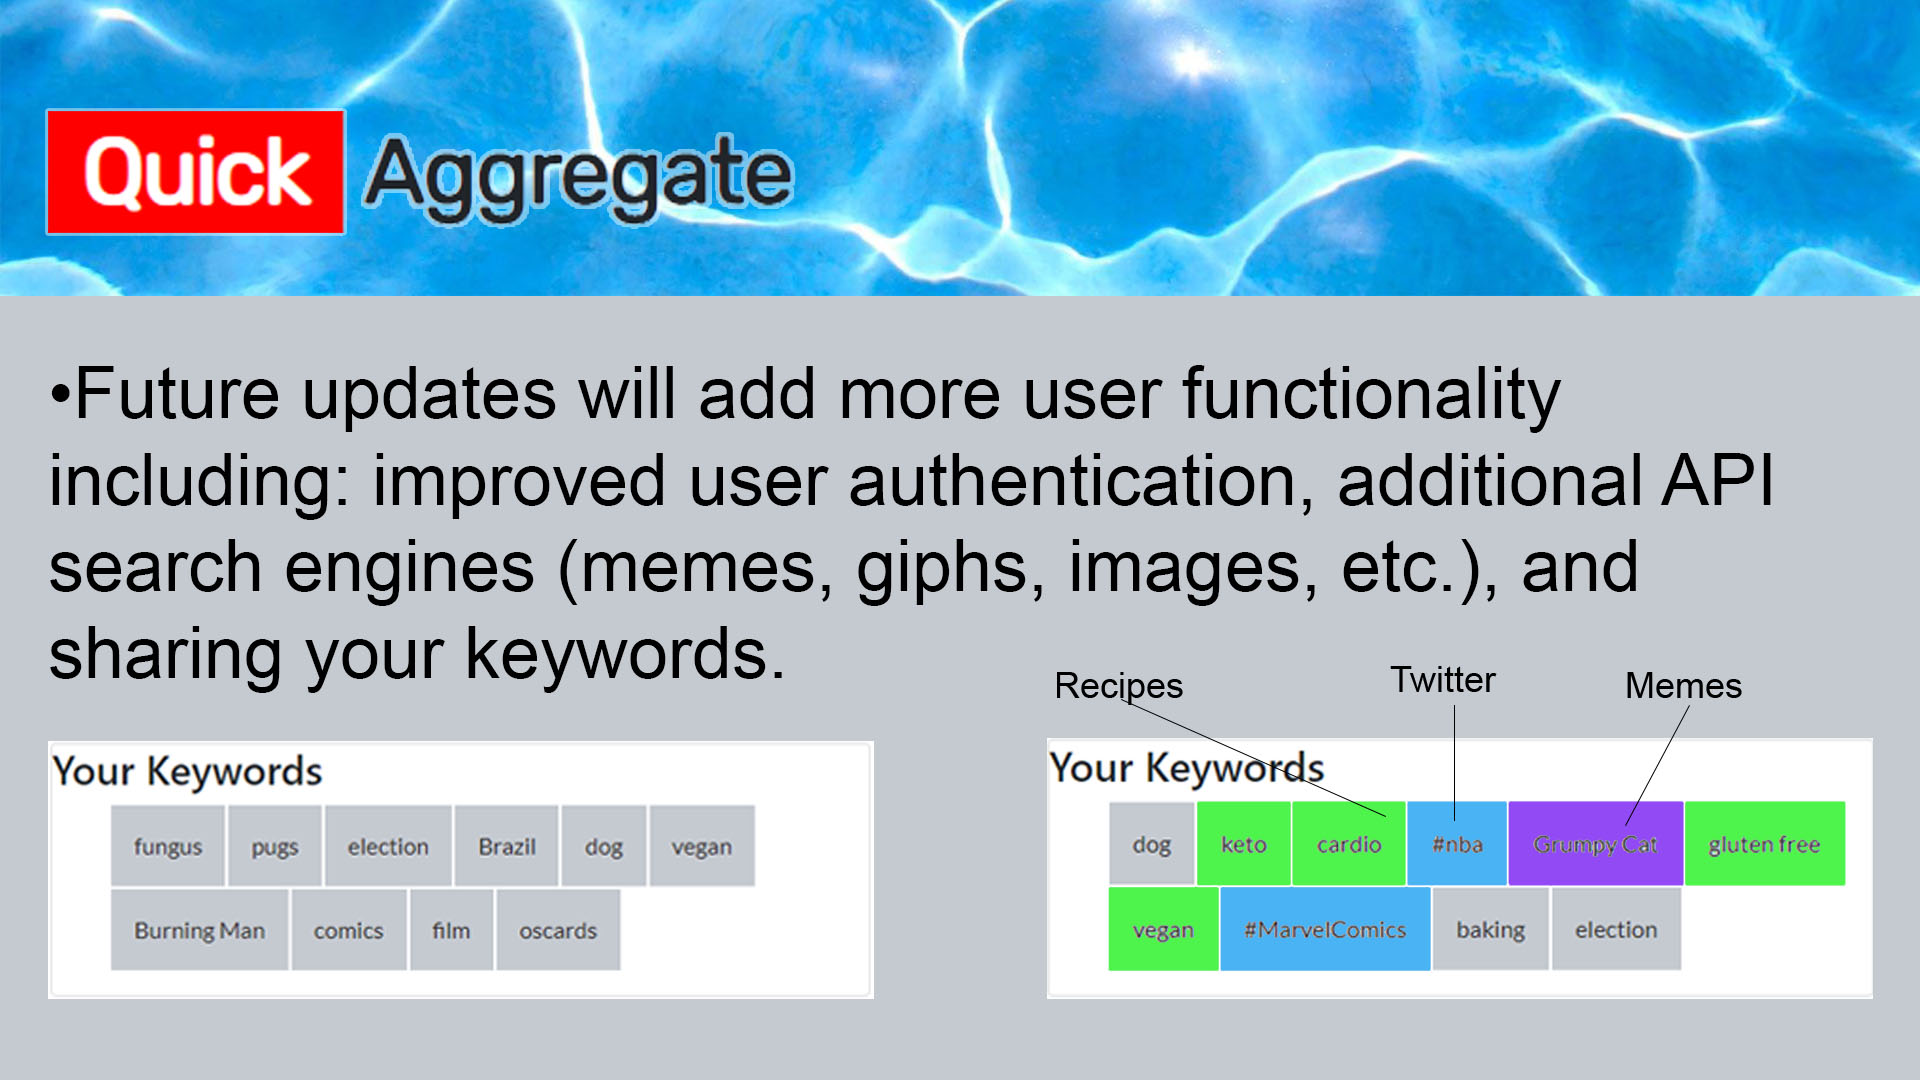 Quick Aggregate
•Future updates will add more user functionality
including: improved user authentication, additional API
search engines (memes, giphs, images, etc.), and
sharing your keywords.
Recipes Twitter Memes
Your Keywords
fungus pugs election Brazil dog vegan
Burning Man comics film oscards
Your Keywords
dog keto cardio #nba Grumpy Cat gluten free
vegan #MarvelComics baking election